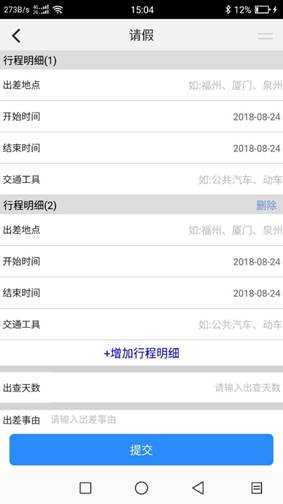 273B/s 15:04 12%
请假
行程明细(1)
出差地点 如:福州、厦门、泉州
开始时间 2018-08-24
结束时间 2018-08-24
交通工具 如:公共汽车、动车
行程明细(2) 删除
出差地点 如:福州、厦门、泉州
开始时间 2018-08-24
结束时间 2018-08-24
交通工具 如:公共汽车、动车
+增加行程明细
出查天数 请输入出查天数
出差事由 请输入出差事由
提交